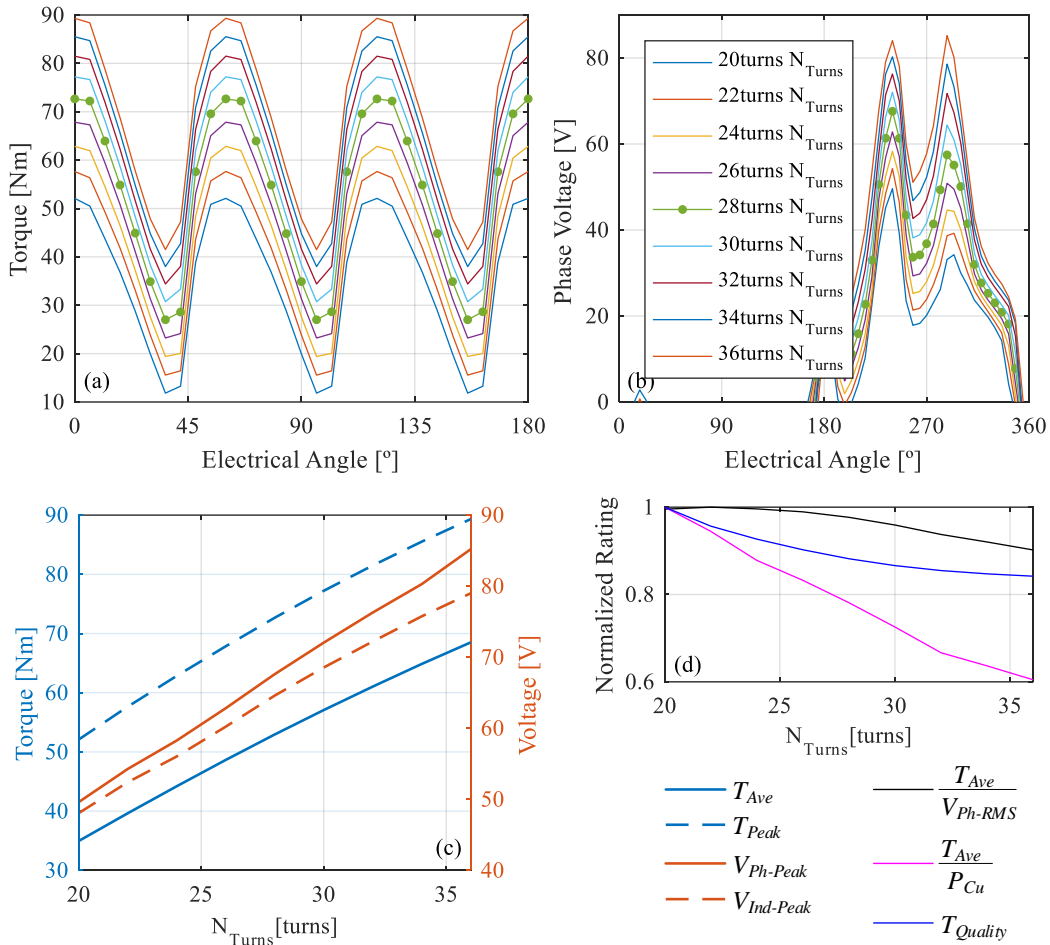 90
80
70
60
50
40
30
20
10
Torque [Nm]
(a)
0 45 90 135 180
Electrical Angle [º]
80
60
40
20
0
Phase Voltage [V]
20turns N_Turns
22turns N_Turns
24turns N_Turns
26turns N_Turns
28turns N_Turns
30turns N_Turns
32turns N_Turns
34turns N_Turns
36turns N_Turns
(b)
0 90 180 270 360
Electrical Angle [º]
90
80
70
60
50
40
30
Torque [Nm]
90
80
70
60
50
40
Voltage [V]
(c)
20 25 30 35
N_Turns[turns]
1
0.8
0.6
Normalized Rating
(d)
20 25 30 35
N_Turns[turns]
T_Ave
T_Peak
V_Ph-Peak
V_Ind-Peak
T_Ave
V_Ph-RMS
T_Ave
P_Cu
T_Quality